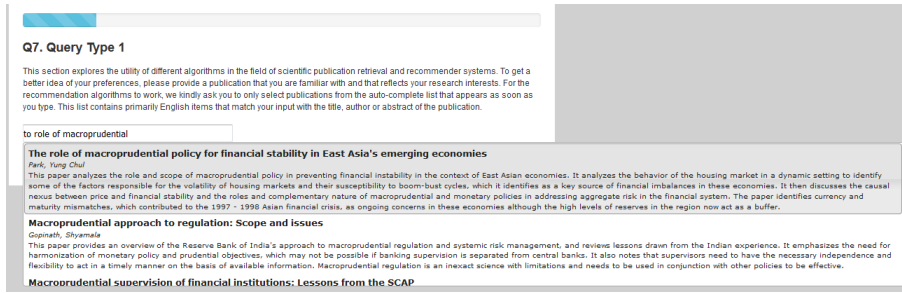 Q7. Query Type 1
This section explores the utility of different algorithms in the field of scientific publication retrieval and recommender systems. To get a
better idea of your preferences, please provide a publication that you are familiar with and that reflects your research interests. For the
recommendation algorithms to work, we kindly ask you to only select publications from the auto-complete list that appears as soon as
you type. This list contains primarily English items that match your input with the title, author or abstract of the publication.
to role of macroprudential
The role of macroprudential policy for financial stability in East Asia's emerging economies
Park, Yung Chul
This paper analyzes the role and scope of macroprudential policy in preventing financial instability in the context of East Asian economies. It analyzes the behavior of the housing market in a dynamic setting to identify
some of the factors responsible for the volatility of housing markets and their susceptibility to boom-bust cycles, which it identifies as a key source of financial imbalances in these economies. It then discusses the causal
nexus between price and financial stability and the roles and complementary nature of macroprudential and monetary policies in addressing aggregate risk in the financial system. The paper identifies currency and
maturity mismatches, which contributed to the 1997 - 1998 Asian financial crisis, as ongoing concerns in these economies although the high levels of reserves in the region now act as a buffer.
Macroprudential approach to regulation: Scope and issues
Gopinath, Shyamala
This paper provides an overview of the Reserve Bank of India's approach to macroprudential regulation and systemic risk management, and reviews lessons drawn from the Indian experience. It emphasizes the need for
harmonization of monetary policy and prudential objectives, which may not be possible if banking supervision is separated from central banks. It also notes that supervisors need to have the necessary independence and
flexibility to act in a timely manner on the basis of available information. Macroprudential regulation is an inexact science with limitations and needs to be used in conjunction with other policies to be effective.
Macroprudential supervision of financial institutions: Lessons from the SCAP